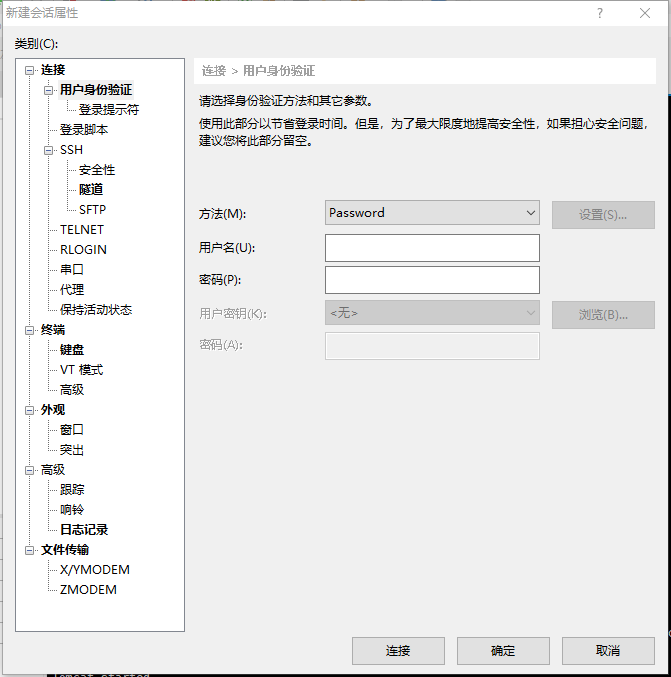 新建会话属性
类别(C):
连接
用户身份验证
登录提示符
登录脚本
SSH
安全性
隧道
SFTP
TELNET
RLOGIN
串口
代理
保持活动状态
终端
键盘
VT 模式
高级
外观
窗口
突出
高级
跟踪
响铃
日志记录
文件传输
X/YMODEM
ZMODEM
连接 > 用户身份验证
请选择身份验证方法和其它参数。
使用此部分以节省登录时间。但是，为了最大限度地提高安全性，如果担心安全问题，
建议您将此部分留空。
方法(M):
Password
设置(S)...
用户名(U):
密码(P):
用户密钥(K):
<无>
浏览(B)...
密码(A):
连接
确定
取消